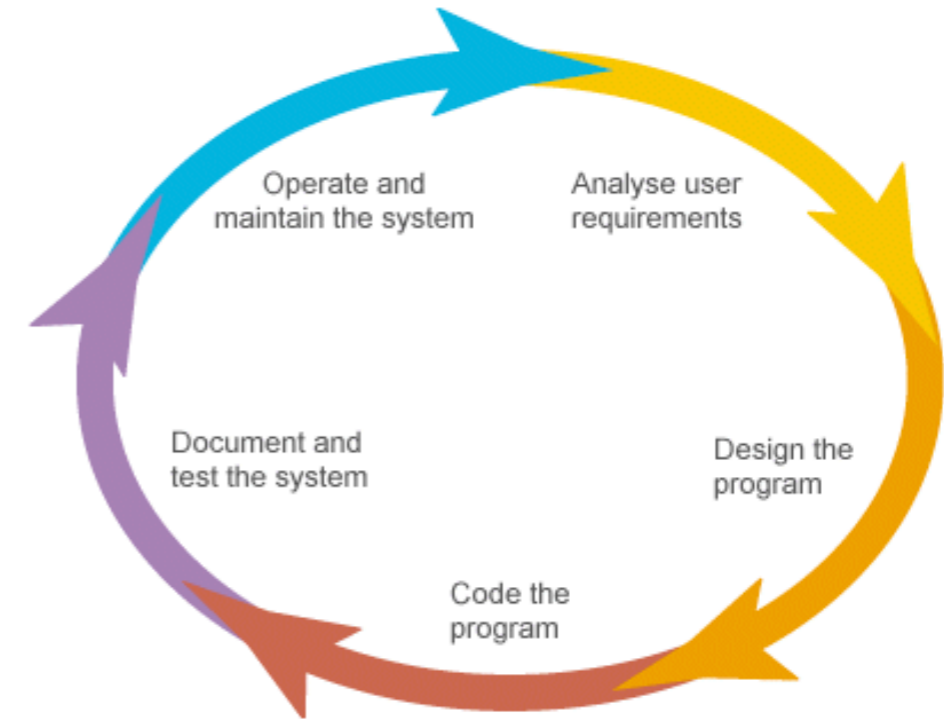 Operate and
maintain the system
Analyse user
requirements
Design the
program
Code the
program
Document and
test the system